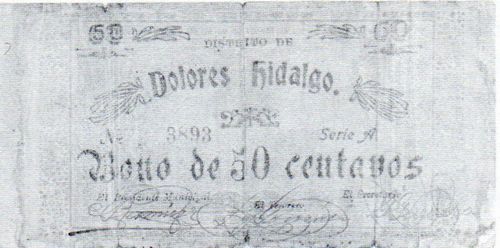 50 50
DISTRITO DE
Dolores Hidalgo.
No 3893 Serie A
Bono de 50 centavos
El Presidente Municipal, El Tesorero El Secretario